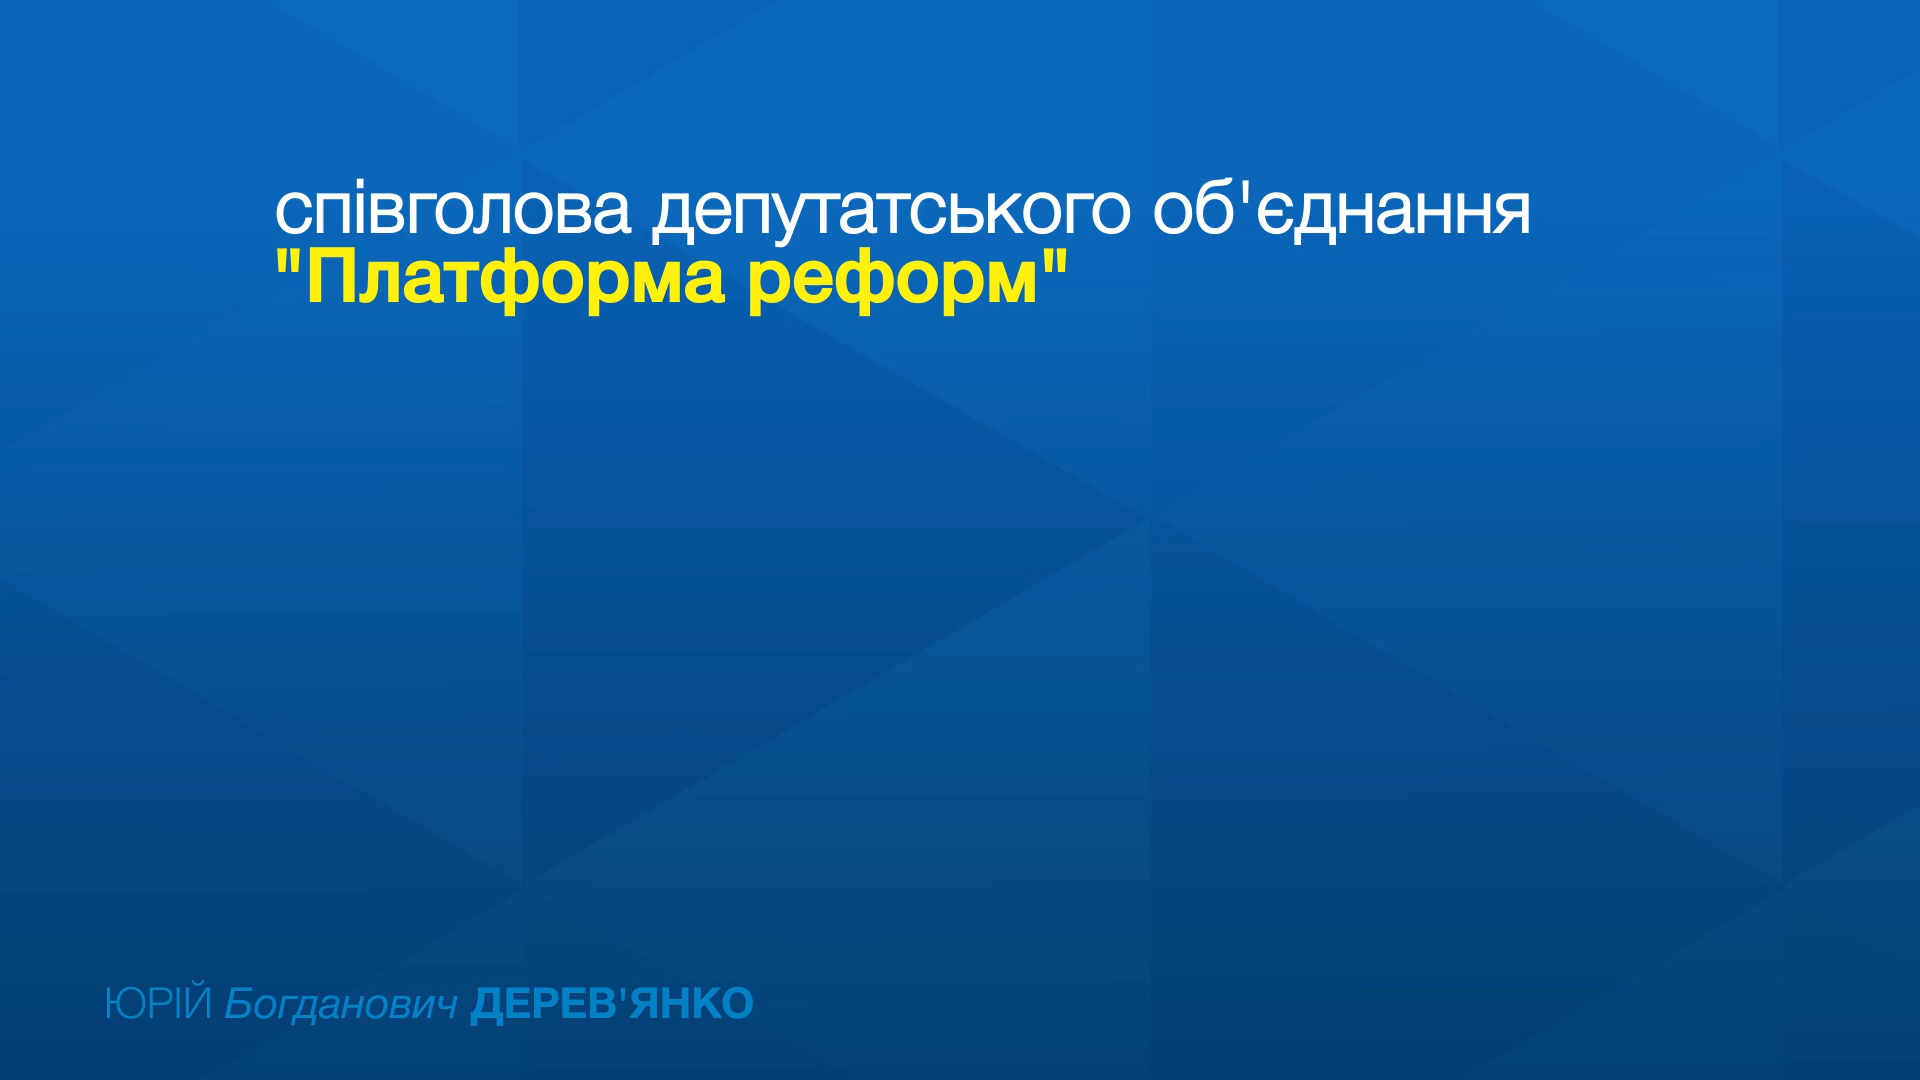 співголова депутатського об'єднання
"Платформа реформ"
ЮРІЙ Богданович ДЕРЕВ'ЯНКО